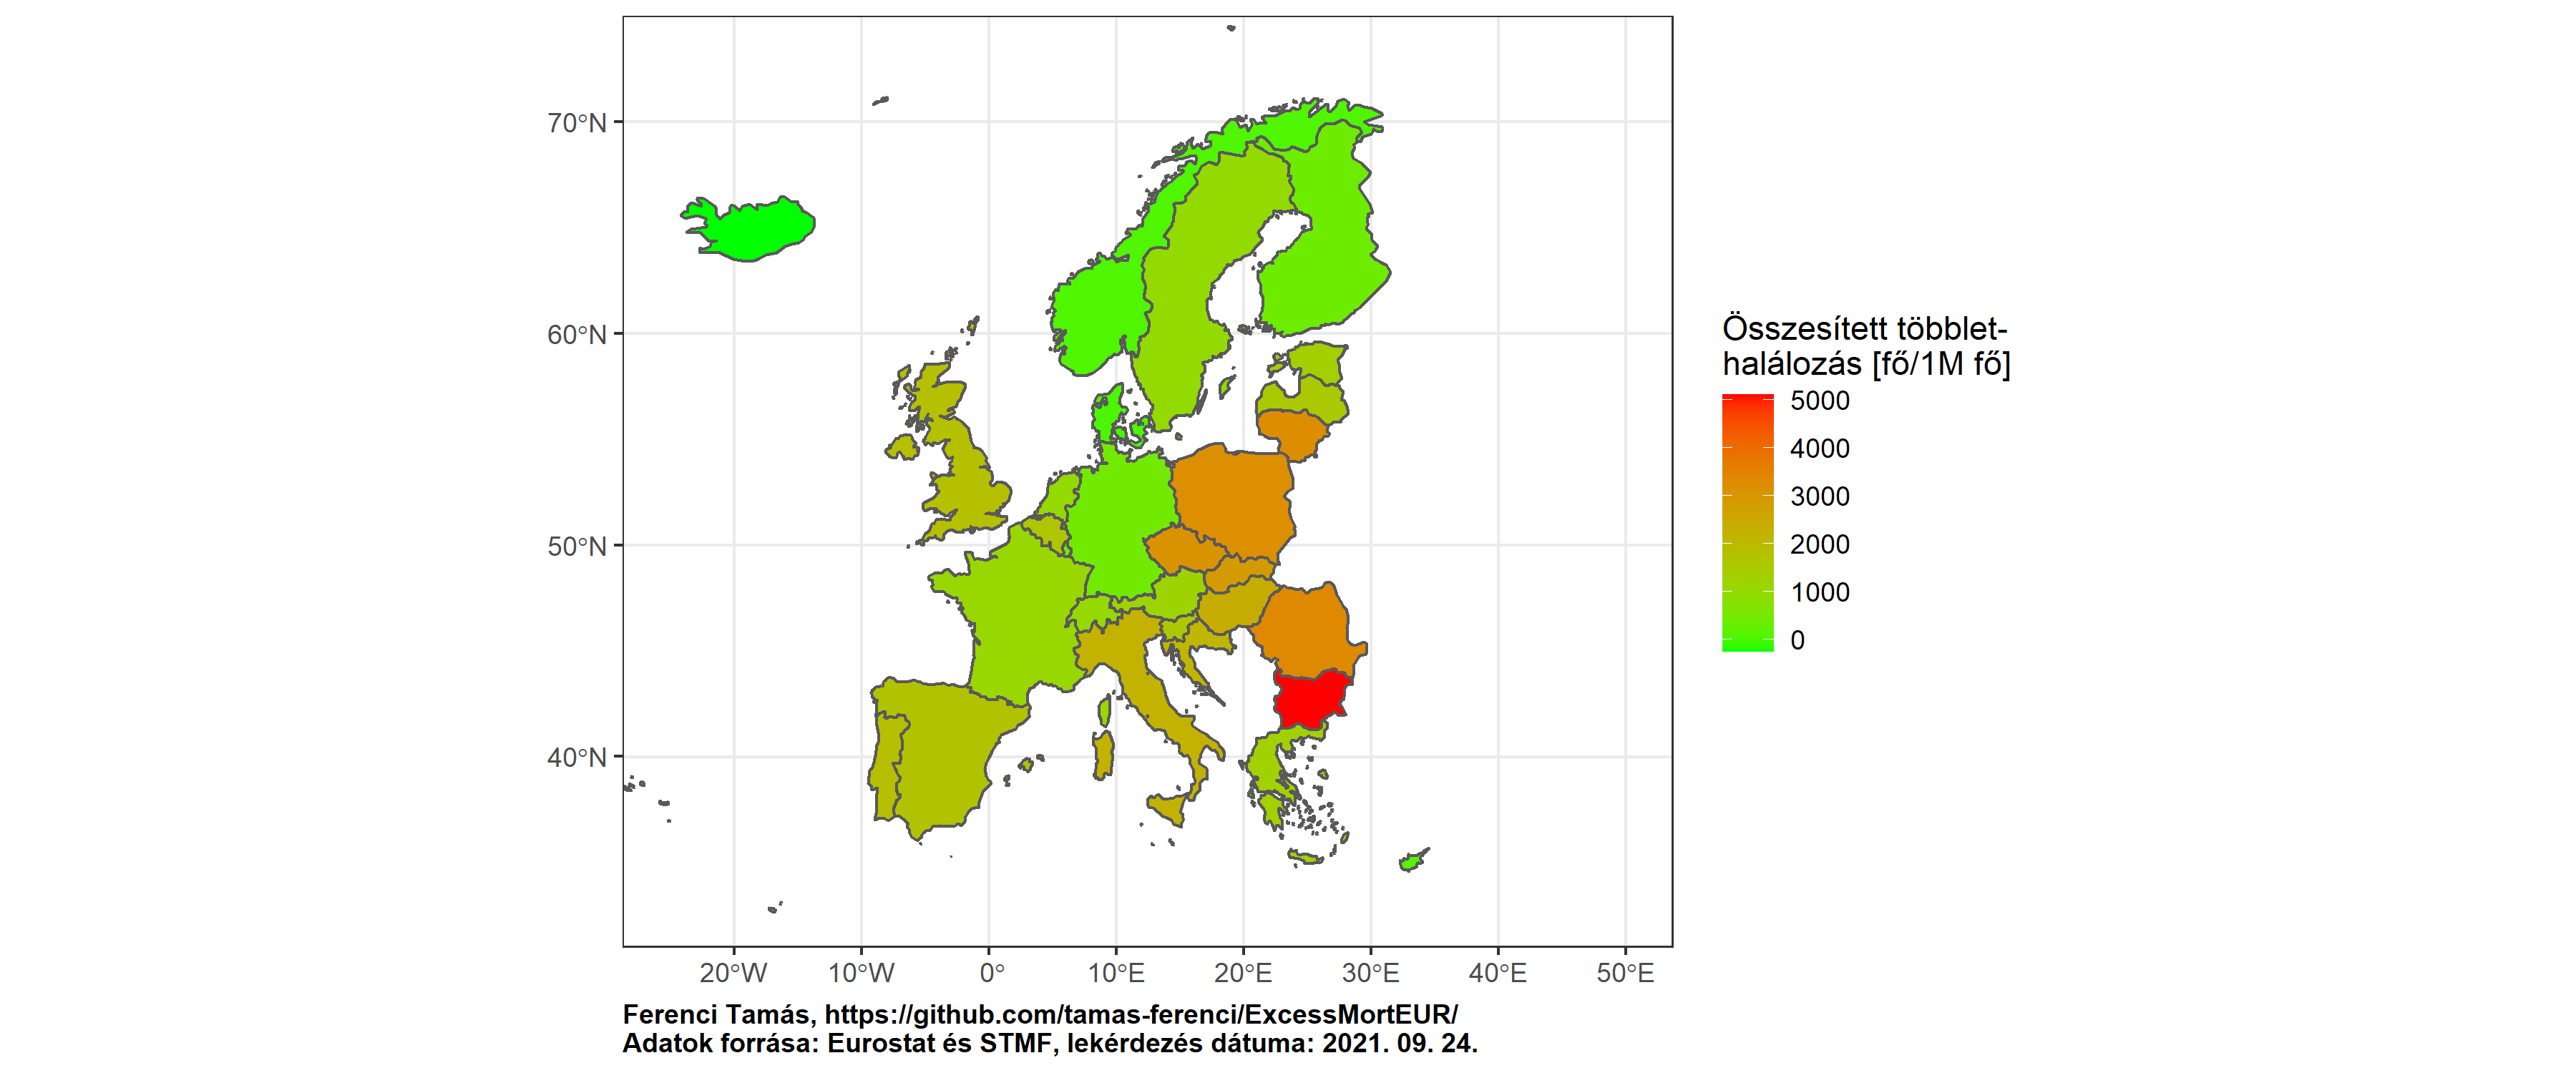 70°N
60°N
50°N
40°N
20°W 10°W 0° 10°E 20°E 30°E 40°E 50°E
Összesített többlet-
halálozás [fő/1M fő]
5000
4000
3000
2000
1000
0
Ferenci Tamás, https://github.com/tamas-ferenci/ExcessMortEUR/
Adatok forrása: Eurostat és STMF, lekérdezés dátuma: 2021. 09. 24.